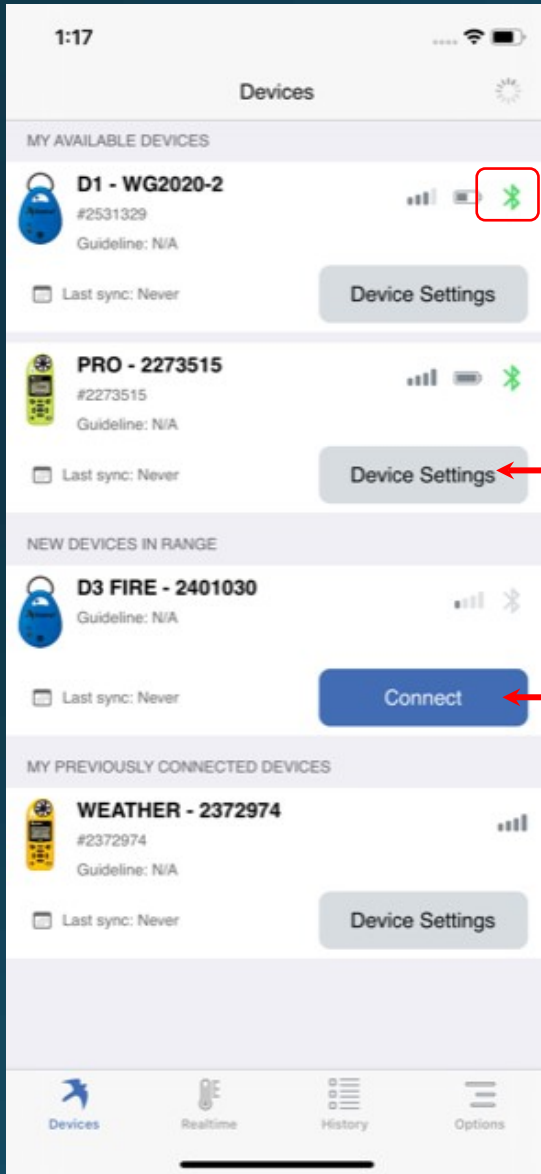 1:17
Devices
MY AVAILABLE DEVICES
D1 - WG2020-2
#2531329
Guideline: N/A
Last sync: Never
Device Settings
PRO - 2273515
#2273515
Guideline: N/A
Last sync: Never
Device Settings
NEW DEVICES IN RANGE
D3 FIRE - 2401030
Guideline: N/A
Last sync: Never
Connect
MY PREVIOUSLY CONNECTED DEVICES
WEATHER - 2372974
#2372974
Guideline: N/A
Last sync: Never
Device Settings
Devices
Realtime
History
Options